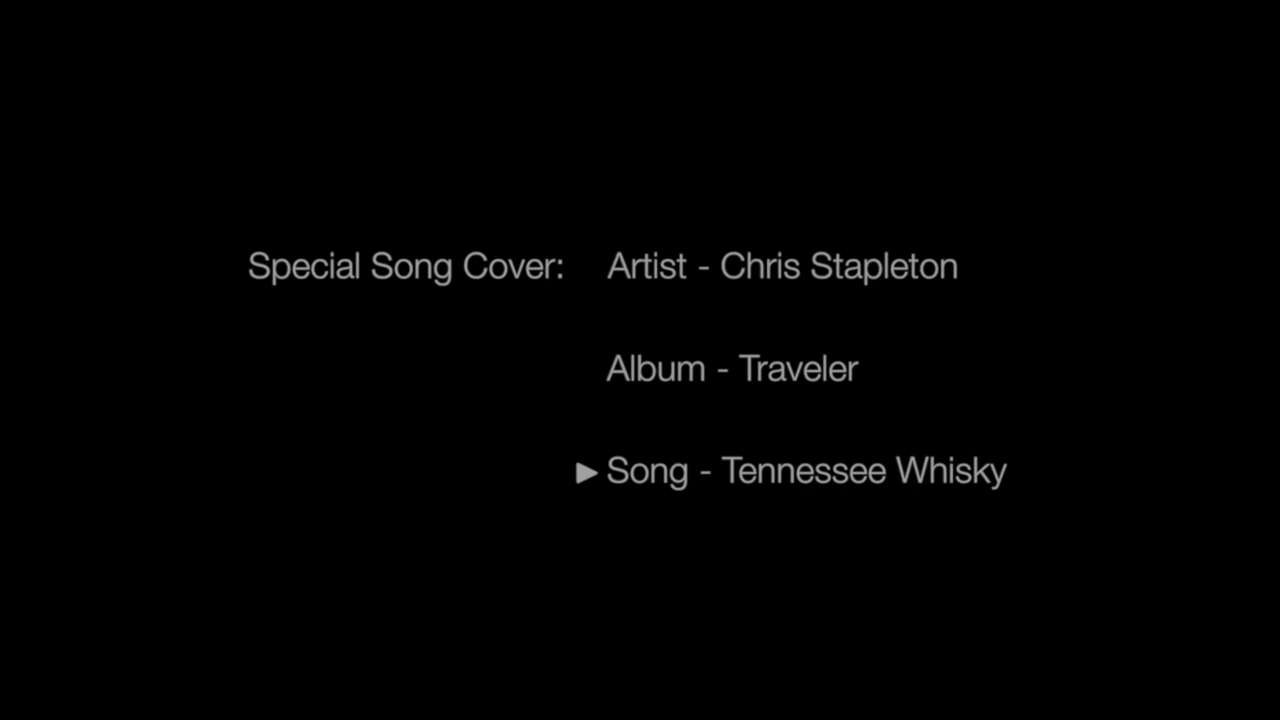 Special Song Cover: Artist - Chris Stapleton
Album - Traveler
►Song - Tennessee Whisky